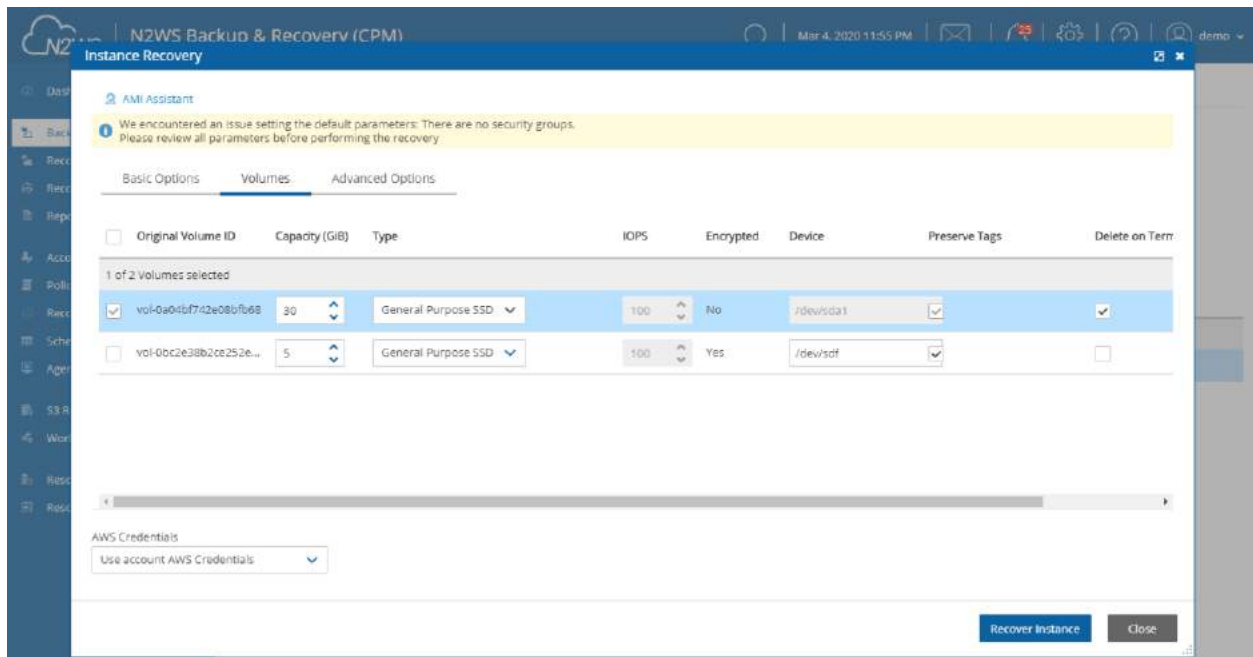 N2WS Backup & Recovery (CPM)
Mar 4, 2020 11:55 PM
demo
Instance Recovery
AMI Assistant
We encountered an issue setting the default parameters: There are no security groups.
Please review all parameters before performing the recovery
Basic Options Volumes Advanced Options
Original Volume ID Capacity (GiB) Type IOPS Encrypted Device Preserve Tags Delete on Term
1 of 2 Volumes selected
vol-0a04bf742e08bfb68 30 General Purpose SSD 100 No /dev/sda1
vol-0bc2e38b2ce252e... 5 General Purpose SSD 100 Yes /dev/sdf
AWS Credentials
Use account AWS Credentials
Recover Instance Close